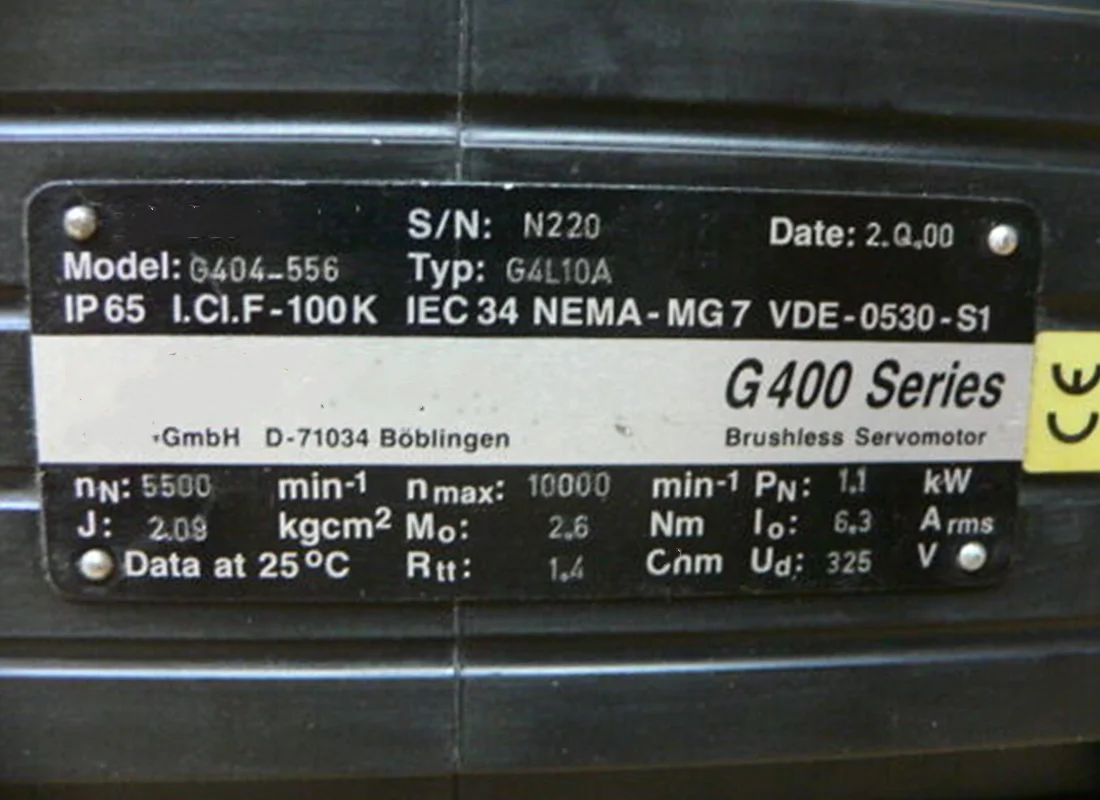 S/N: N220 Date: 2.Q.00
Model: G404-556 Typ: G4L10A
IP65 I.Cl.F-100K IEC 34 NEMA-MG7 VDE-0530-S1
G400 Series
GmbH D-71034 Böblingen Brushless Servomotor
CE
nN: 5500 min-1 nmax: 10000 min-1 PN: 1.1 kW
J: 2.09 kgcm2 Mo: 2.6 Nm Io: 6.3 Arms
Data at 25°C Rtt: 1.4 Ohm Ud: 325 V